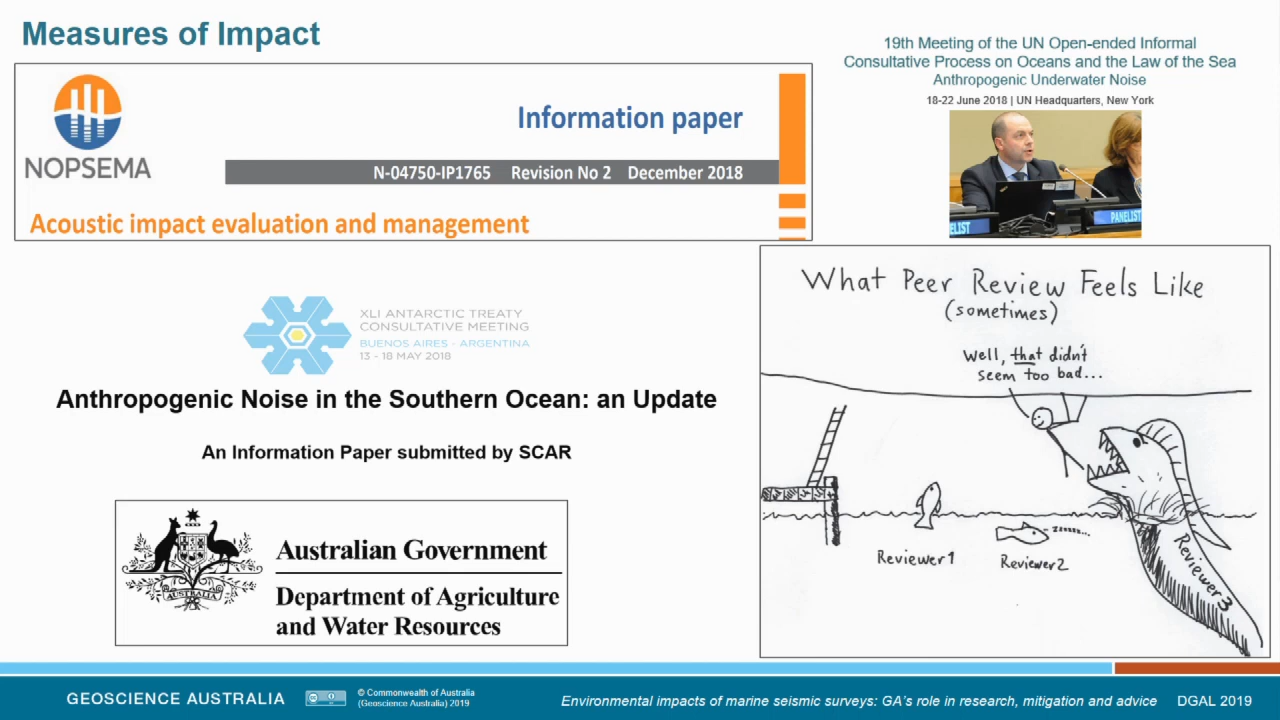 Measures of Impact
NOPSEMA
Information paper
N-04750-IP1765 Revision No 2 December 2018
Acoustic impact evaluation and management
19th Meeting of the UN Open-ended Informal
Consultative Process on Oceans and the Law of the Sea
Anthropogenic Underwater Noise
18-22 June 2018 | UN Headquarters, New York
ELIST
PANELIST
XLI ANTARCTIC TREATY
CONSULTATIVE MEETING
BUENOS AIRES - ARGENTINA
13 - 18 MAY 2018
Anthropogenic Noise in the Southern Ocean: an Update
An Information Paper submitted by SCAR
AUSTRALIA
Australian Government
Department of Agriculture
and Water Resources
What Peer Review Feels Like
(sometimes)
Well, that didn't
seem too bad...
Reviewer 1
zzzzz...
Reviewer 2
Reviewer 3
GEOSCIENCE AUSTRALIA
© Commonwealth of Australia
(Geoscience Australia) 2019
Environmental impacts of marine seismic surveys: GA's role in research, mitigation and advice DGAL 2019